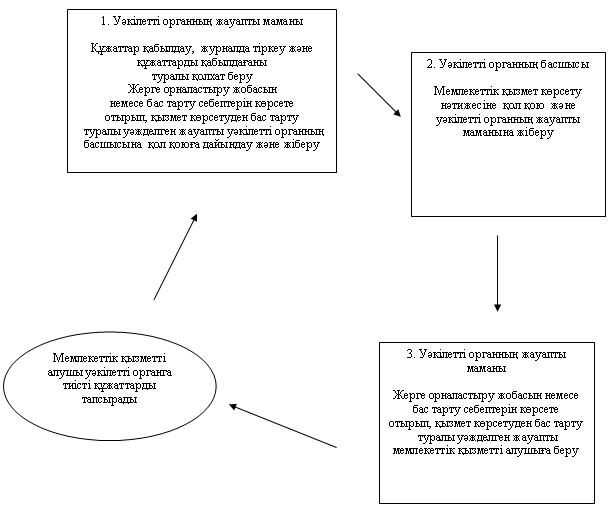 1. Уәкілетті органның жауапты маманы
Құжаттар қабылдау, журналда тіркеу және
құжаттарды қабылдағаны
туралы қолхат беру
Жерге орналастыру жобасын
немесе бас тарту себептерін көрсете
отырып, қызмет көрсетуден бас тарту
туралы уәжделген жауапты уәкілетті органның
басшысына қол қоюға дайындау және жіберу
2. Уәкілетті органның басшысы
Мемлекеттік қызмет көрсету
нәтижесіне қол қою және
уәкілетті органның жауапты
маманына жіберу
3. Уәкілетті органның жауапты
маманы
Жерге орналастыру жобасын немесе
бас тарту себептерін көрсете
отырып, қызмет көрсетуден бас тарту
туралы уәжделген жауапты
мемлекеттік қызметті алушыға беру
Мемлекеттік қызметті
алушы уәкілетті органға
тиісті құжаттарды
тапсырады